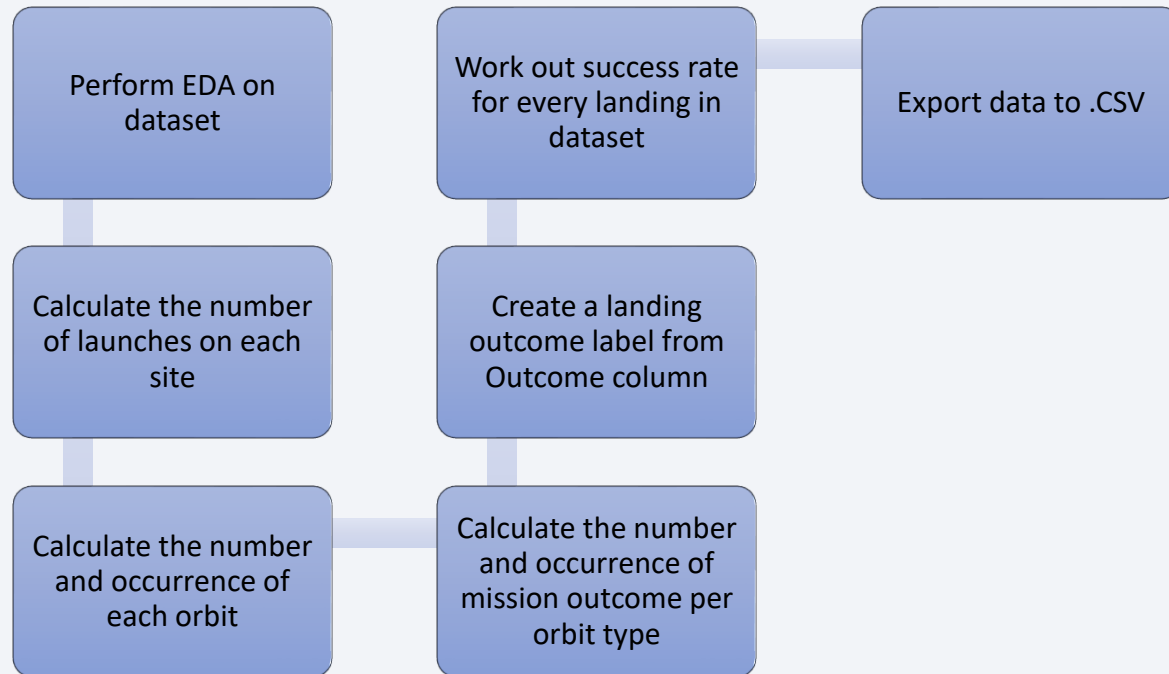 Perform EDA on
dataset
Calculate the number
of launches on each
site
Calculate the number
and occurrence of
each orbit
Calculate the number
and occurrence of
mission outcome per
orbit type
Create a landing
outcome label from
Outcome column
Work out success rate
for every landing in
dataset
Export data to .CSV